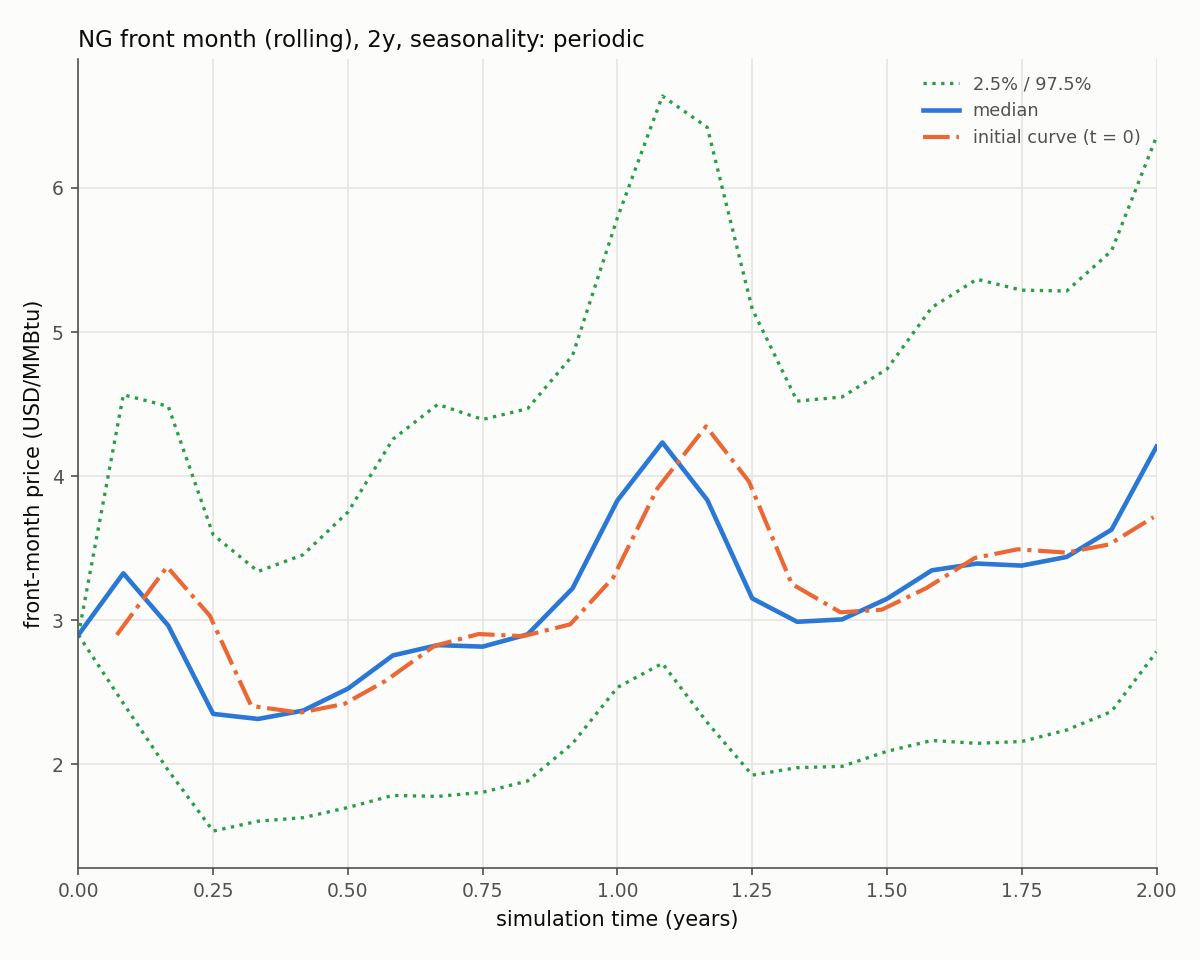 NG front month (rolling), 2y, seasonality: periodic
2.5% / 97.5%
median
initial curve (t = 0)
front-month price (USD/MMBtu)
6
5
4
3
2
0.00 0.25 0.50 0.75 1.00 1.25 1.50 1.75 2.00
simulation time (years)